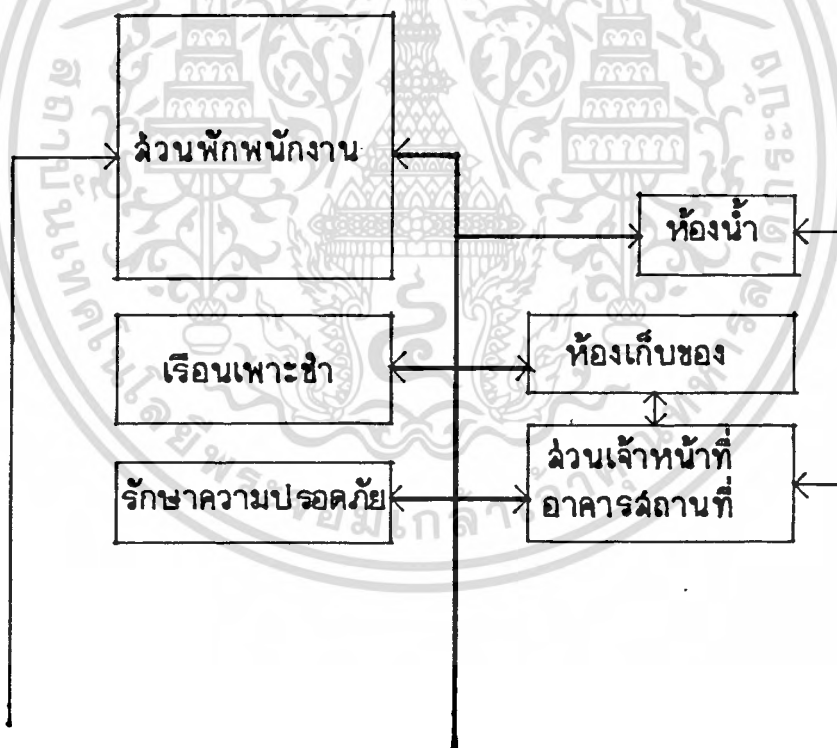 ส่วนพักพนักงาน
ห้องน้ำ
เรือนเพาะชำ
ห้องเก็บของ
รักษาความปรอดภัย
ส่วนเจ้าหน้าที่
อาคารสถานที่